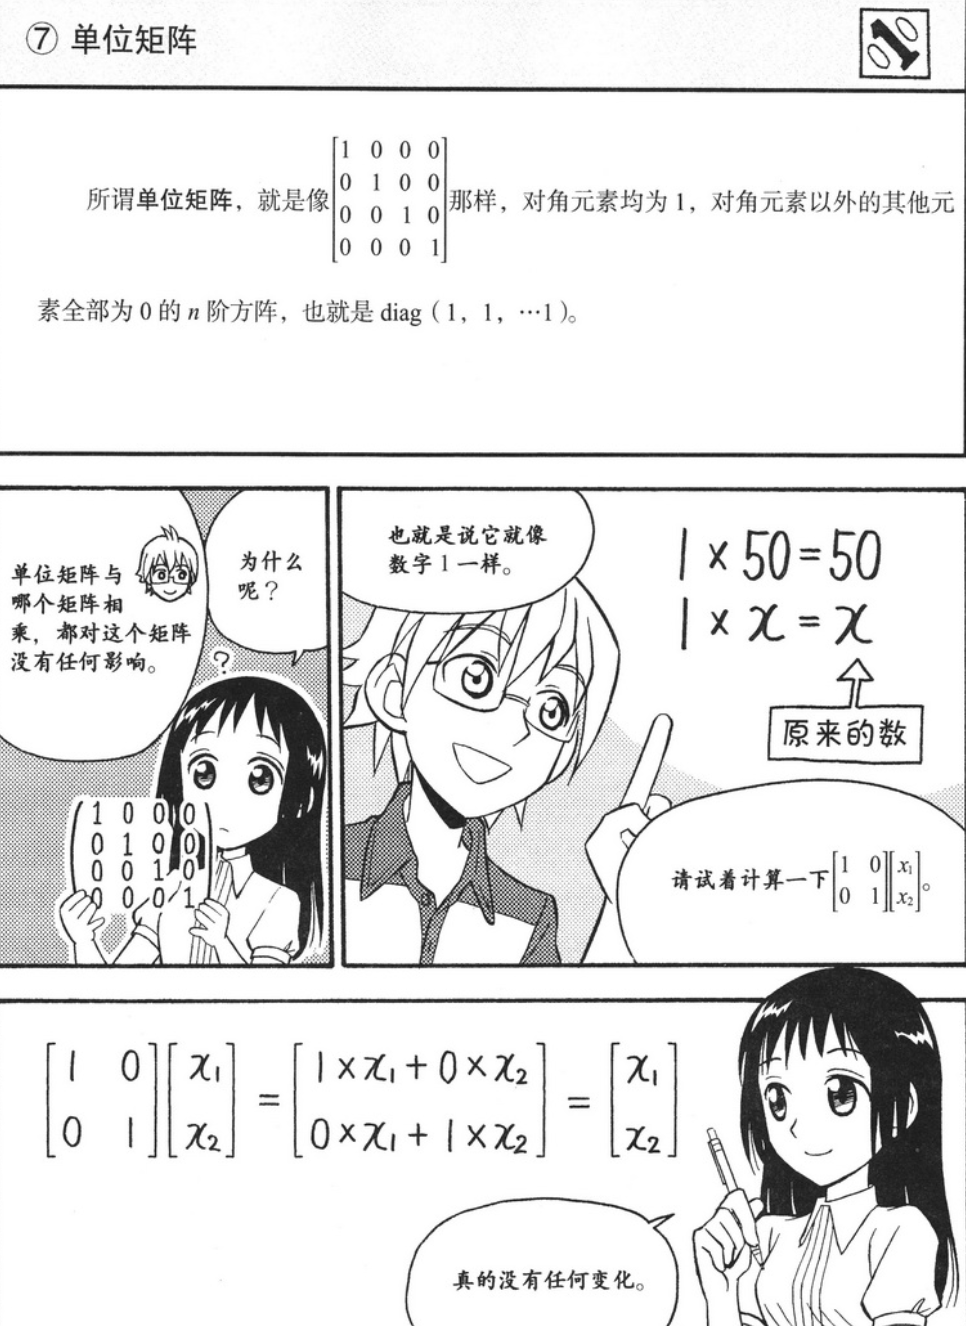 ⑦ 单位矩阵
01
0
所谓单位矩阵，就是像
1 0 0 0
0 1 0 0
0 0 1 0
0 0 0 1
那样，对角元素均为 1，对角元素以外的其他元
素全部为 0 的 n 阶方阵，也就是 diag（1，1，…1）。
单位矩阵与
哪个矩阵相
乘，都对这个矩阵
没有任何影响。
为什么
呢？
?
1 0 0 0
0 1 0 0
0 0 1 0
0 0 0 1
也就是说它就像
数字 1 一样。
1×50=50
1×x=x
原来的数
请试着计算一下[1 0][x₁]
[0 1][x₂]。
[1 0][x₁] = [1×x₁+0×x₂] = [x₁]
[0 1][x₂] [0×x₁+1×x₂] [x₂]
真的没有任何变化。